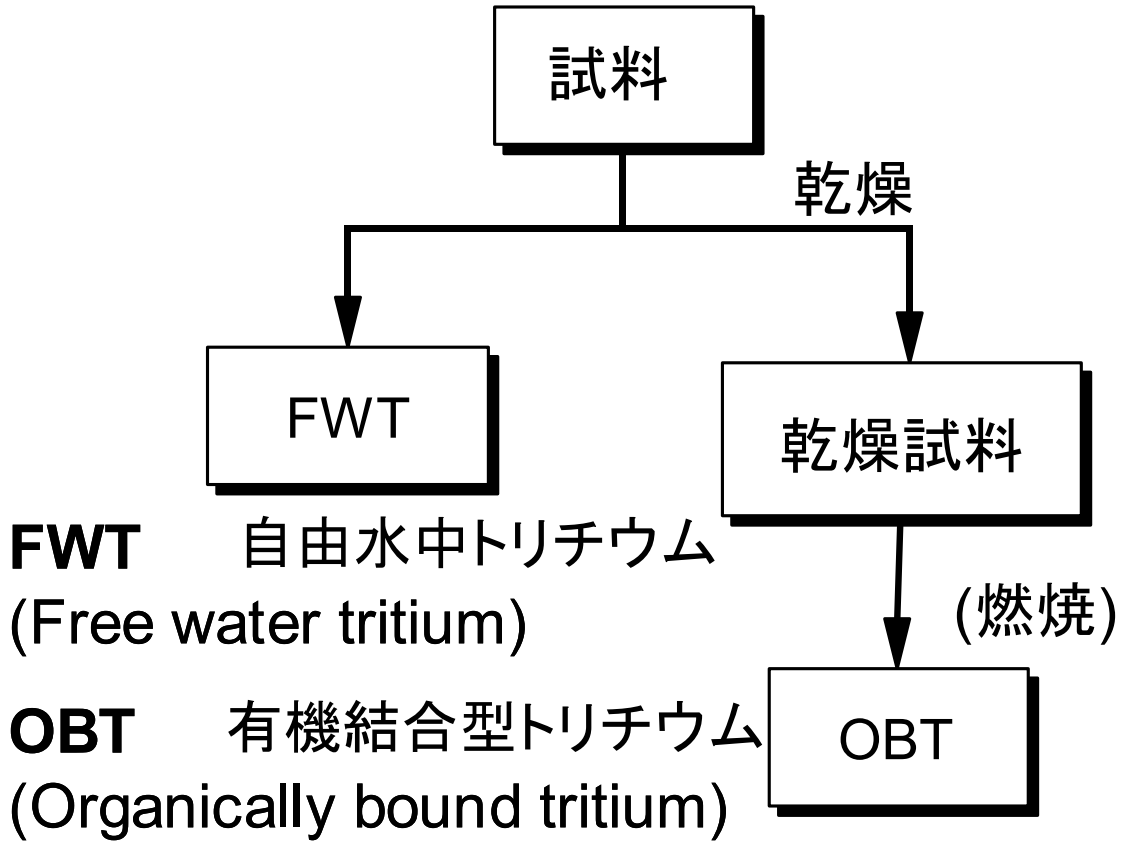 試料
乾燥
FWT
乾燥試料
FWT 自由水中トリチウム
(Free water tritium)
(燃焼)
OBT 有機結合型トリチウム
(Organically bound tritium)
OBT